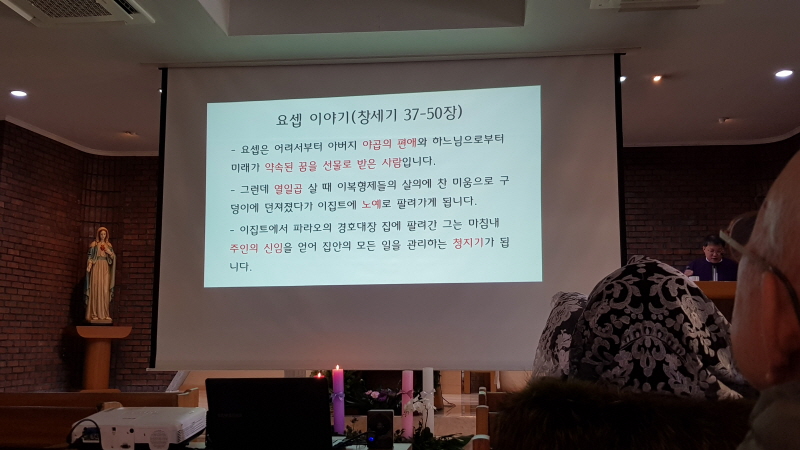 요셉 이야기(창세기 37-50장)
- 요셉은 어려서부터 아버지 야곱의 편애와 하느님으로부터
미래가 약속된 꿈을 선물로 받은 사람입니다.
- 그런데 열일곱 살 때 이복형제들의 살의에 찬 미움으로 구
덩이에 던져졌다가 이집트에 노예로 팔려가게 됩니다.
- 이집트에서 파라오의 경호대장 집에 팔려간 그는 마침내
주인의 신임을 얻어 집안의 모든 일을 관리하는 청지기가 됩
니다.